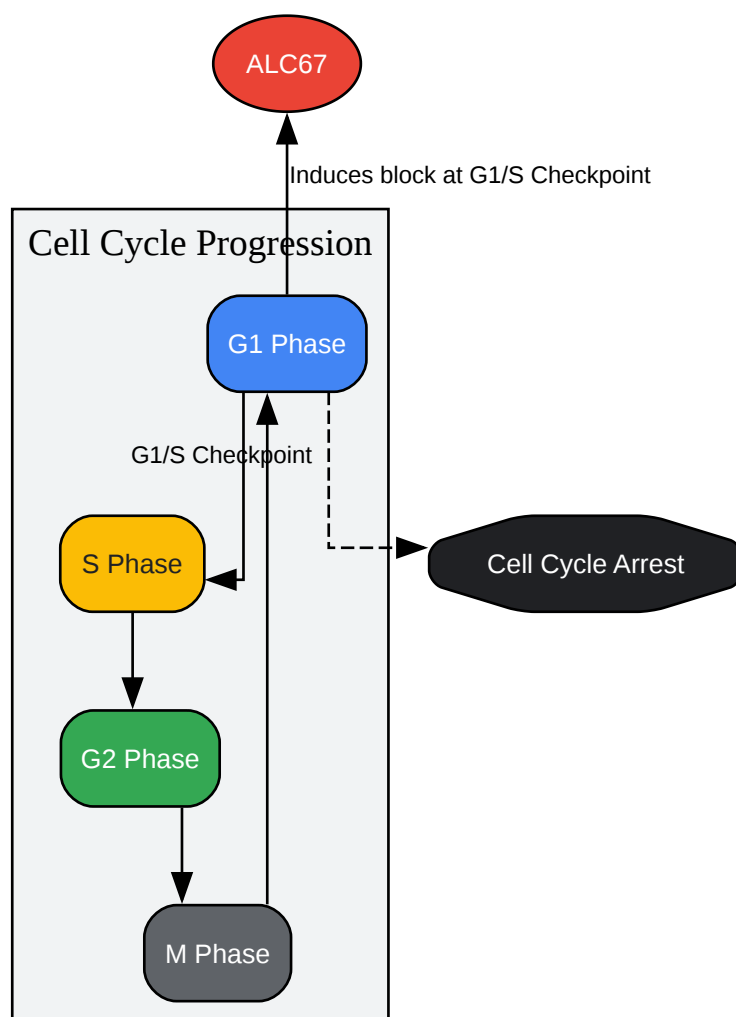 ALC67
Induces block at G1/S Checkpoint
Cell Cycle Progression
G1 Phase
G1/S Checkpoint
S Phase
Cell Cycle Arrest
G2 Phase
M Phase